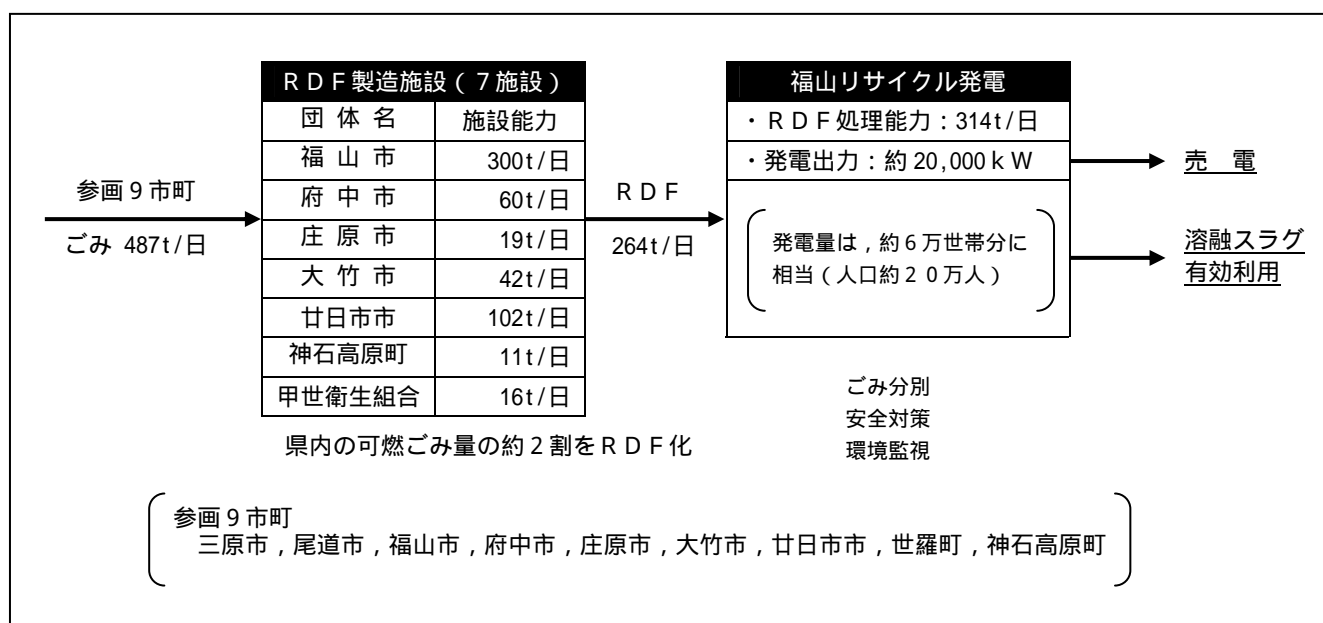 参画9市町
ごみ 487t/日
RDF製造施設(7施設)
団体名 施設能力
福山市 300t/日
府中市 60t/日
庄原市 19t/日
大竹市 42t/日
廿日市市 102t/日
神石高原町 11t/日
甲世衛生組合 16t/日
県内の可燃ごみ量の約2割をRDF化
RDF
264t/日
福山リサイクル発電
・RDF処理能力:314t/日
・発電出力:約20,000kW
発電量は,約6万世帯分に
相当(人口約20万人)
売電
溶融スラグ
有効利用
ごみ分別
安全対策
環境監視
参画9市町
三原市,尾道市,福山市,府中市,庄原市,大竹市,廿日市市,世羅町,神石高原町